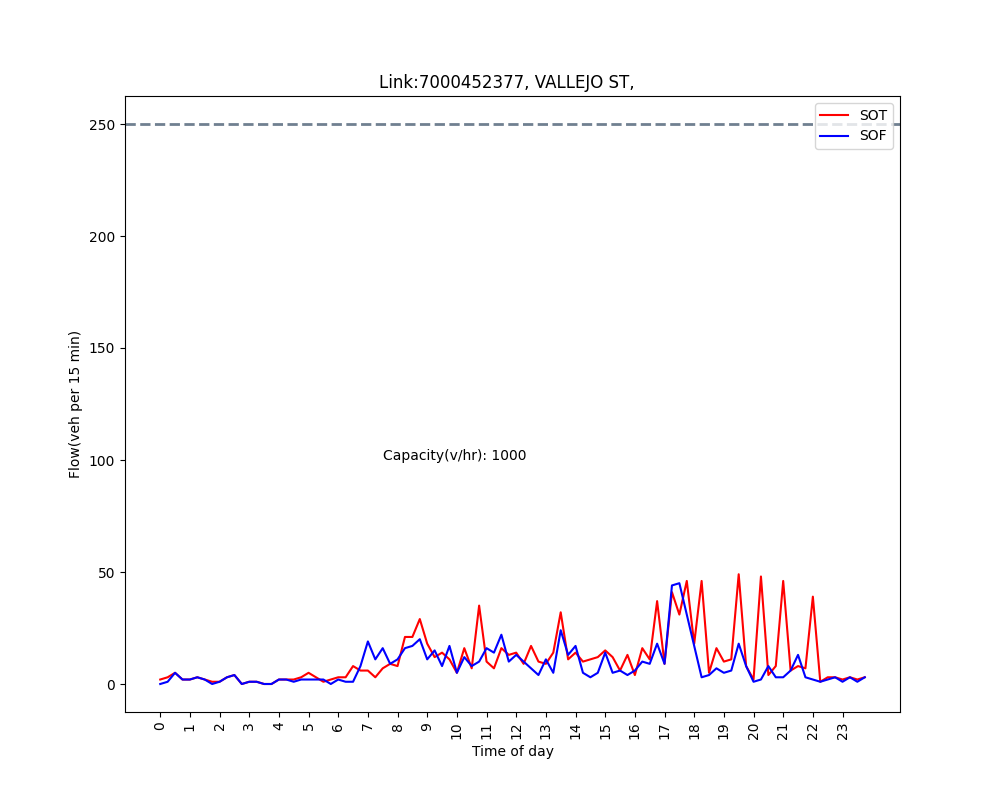 Link:7000452377, VALLEJO ST,
SOT
SOF
250
200
150
100
50
0
Flow(veh per 15 min)
Capacity(v/hr): 1000
0 1 2 3 4 5 6 7 8 9 10 11 12 13 14 15 16 17 18 19 20 21 22 23
Time of day